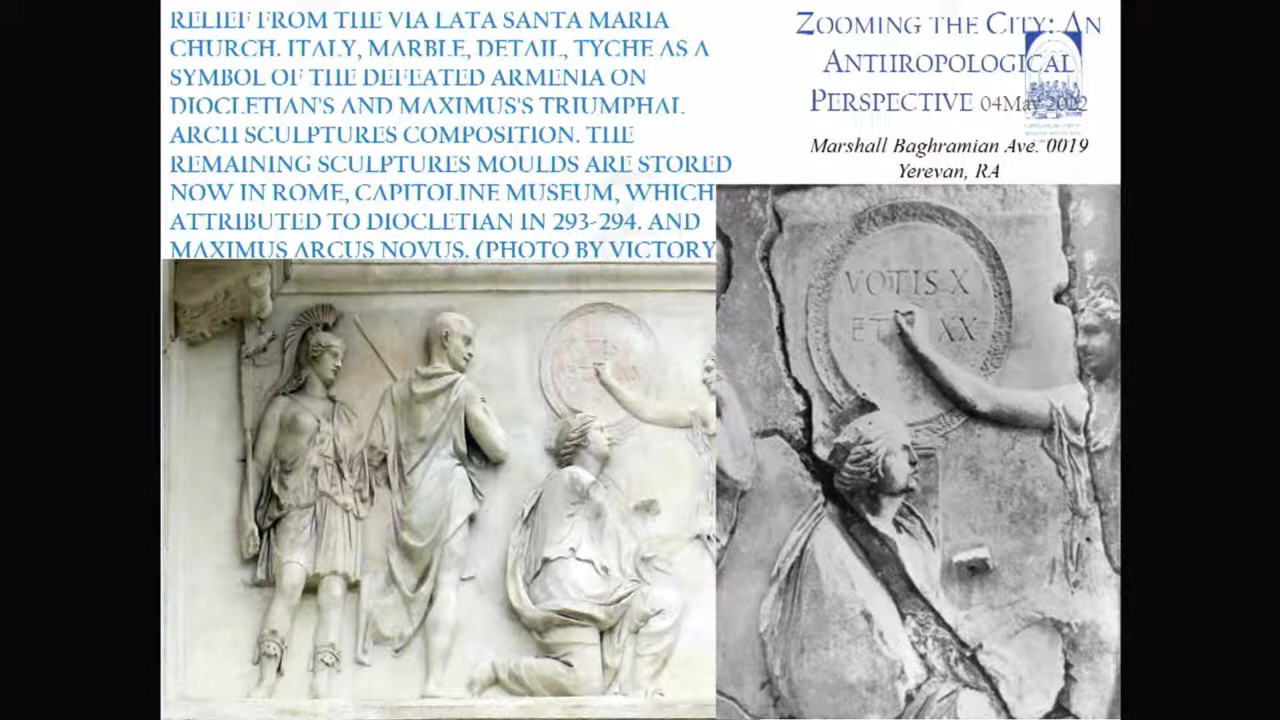 RELIEF FROM THE VIA LATA SANTA MARIA
CHURCH. ITALY, MARBLE, DETAIL, TYCHE AS A
SYMBOL OF THE DEFEATED ARMENIA ON
DIOCLETIAN'S AND MAXIMUS'S TRIUMPHAL
ARCH SCULPTURES COMPOSITION. THE
REMAINING SCULPTURES MOULDS ARE STORED
NOW IN ROME, CAPITOLINE MUSEUM, WHICH
ATTRIBUTED TO DIOCLETIAN IN 293-294. AND
MAXIMUS ARCUS NOVUS. (PHOTO BY VICTORY
ZOOMING THE CITY: AN
ANTHROPOLOGICAL
PERSPECTIVE 04May 2022
Marshall Baghramian Ave. 0019
Yerevan, RA
VOTIS X
ET XX